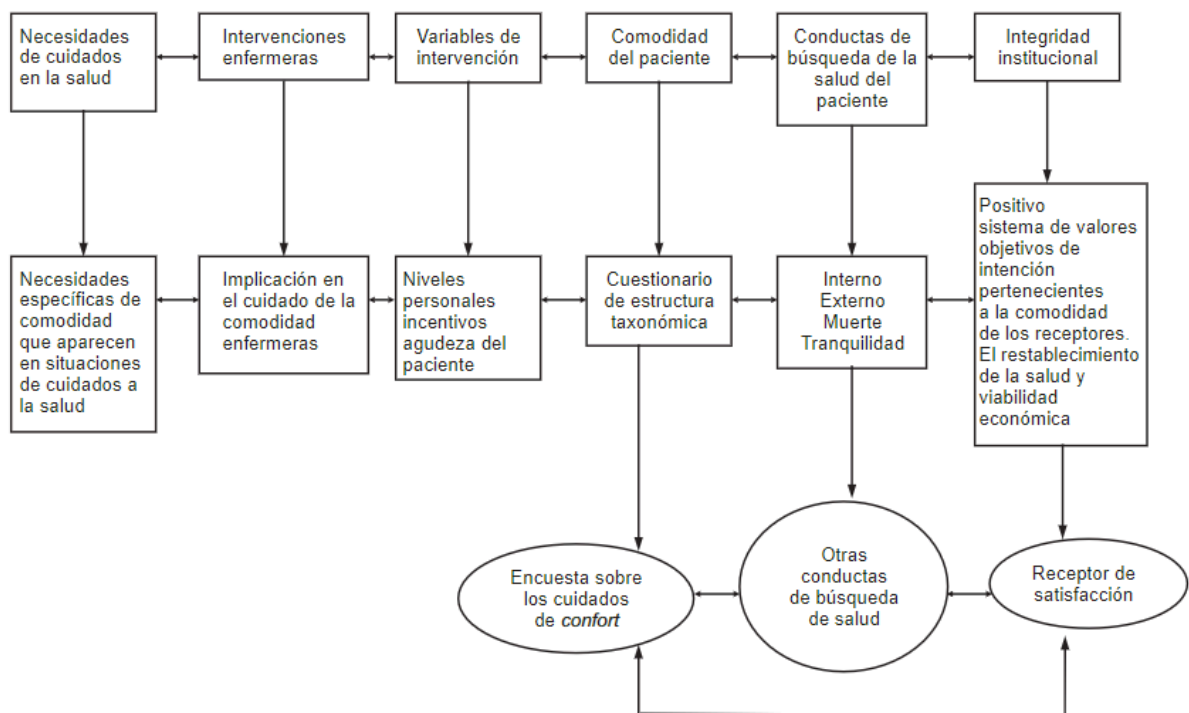 Necesidades
de cuidados
en la salud
Intervenciones
enfermeras
Variables de
intervención
Comodidad
del paciente
Conductas de
búsqueda de la
salud del
paciente
Integridad
institucional
Necesidades
específicas de
comodidad
que aparecen
en situaciones
de cuidados a
la salud
Implicación en
el cuidado de la
comodidad
enfermeras
Niveles
personales
incentivos
agudeza del
paciente
Cuestionario
de estructura
taxonómica
Interno
Externo
Muerte
Tranquilidad
Positivo
sistema de valores
objetivos de
intención
pertenecientes
a la comodidad
de los receptores.
El restablecimiento
de la salud y
viabilidad
económica
Encuesta sobre
los cuidados
de confort
Otras
conductas
de búsqueda
de salud
Receptor de
satisfacción